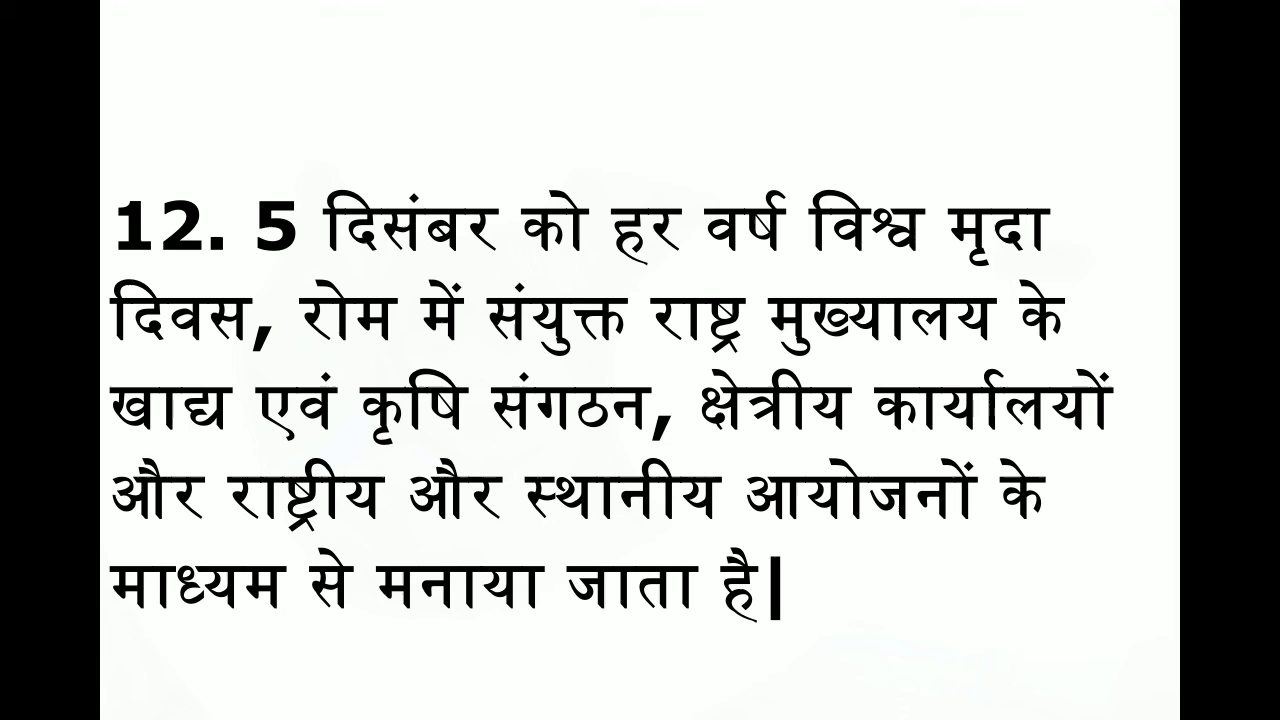 12. 5 दिसंबर को हर वर्ष विश्व मृदा
दिवस, रोम में संयुक्त राष्ट्र मुख्यालय के
खाद्य एवं कृषि संगठन, क्षेत्रीय कार्यालयों
और राष्ट्रीय और स्थानीय आयोजनों के
माध्यम से मनाया जाता है|